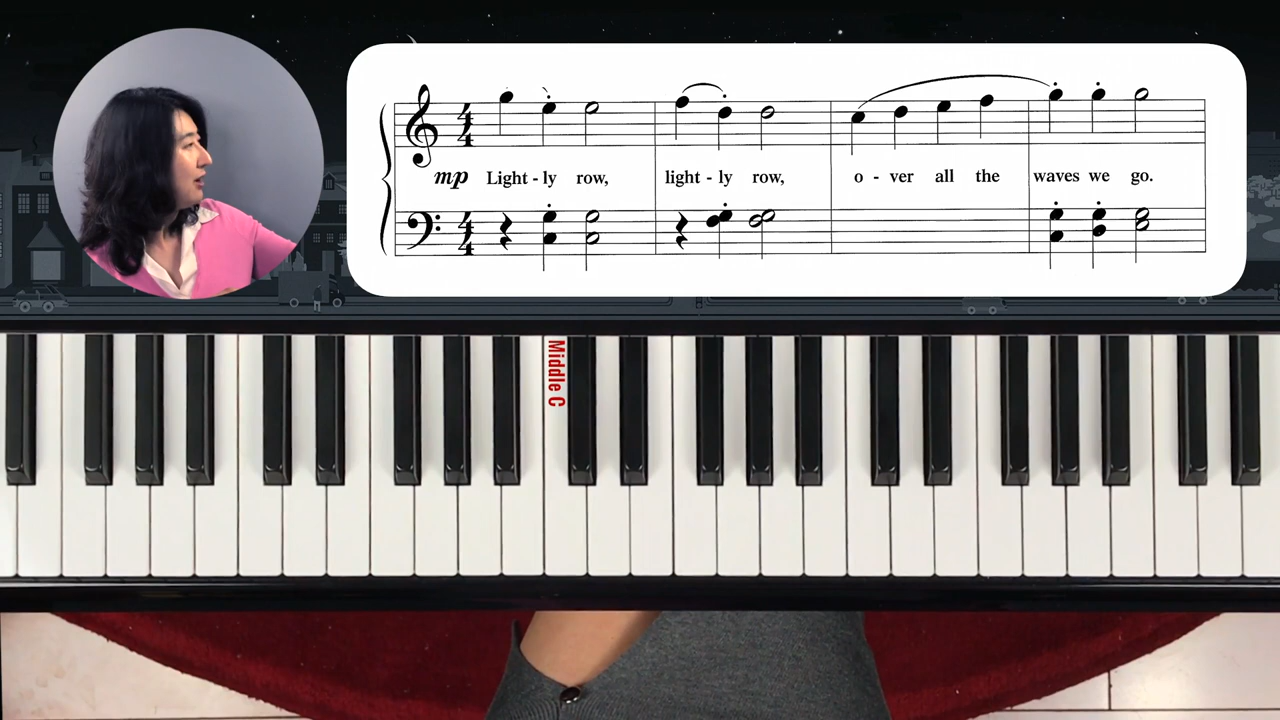 mp Light - ly row, light - ly row, o - ver all the waves we go.
Middle C